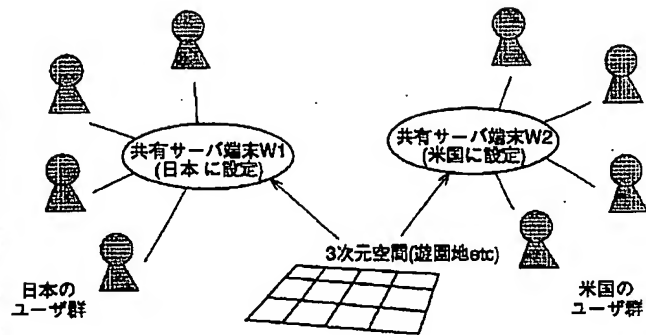 共有サーバ端末W1
(日本に設定)
共有サーバ端末W2
(米国に設定)
3次元空間(遊園地etc)
日本の
ユーザ群
米国の
ユーザ群